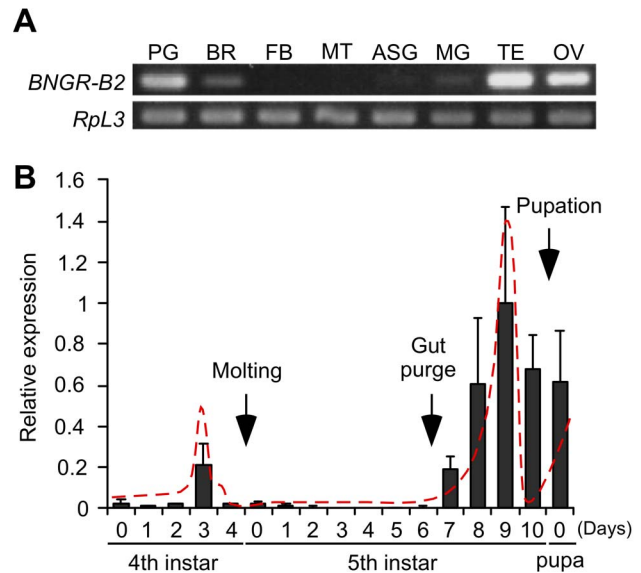 A
PG BR FB MT ASG MG TE OV
BNGR-B2
RpL3
B
Relative expression
1.6
1.4
1.2
1
0.8
0.6
0.4
0.2
0
Molting
Gut
purge
Pupation
0 1 2 3 4 0 1 2 3 4 5 6 7 8 9 10 0 (Days)
4th instar 5th instar pupa